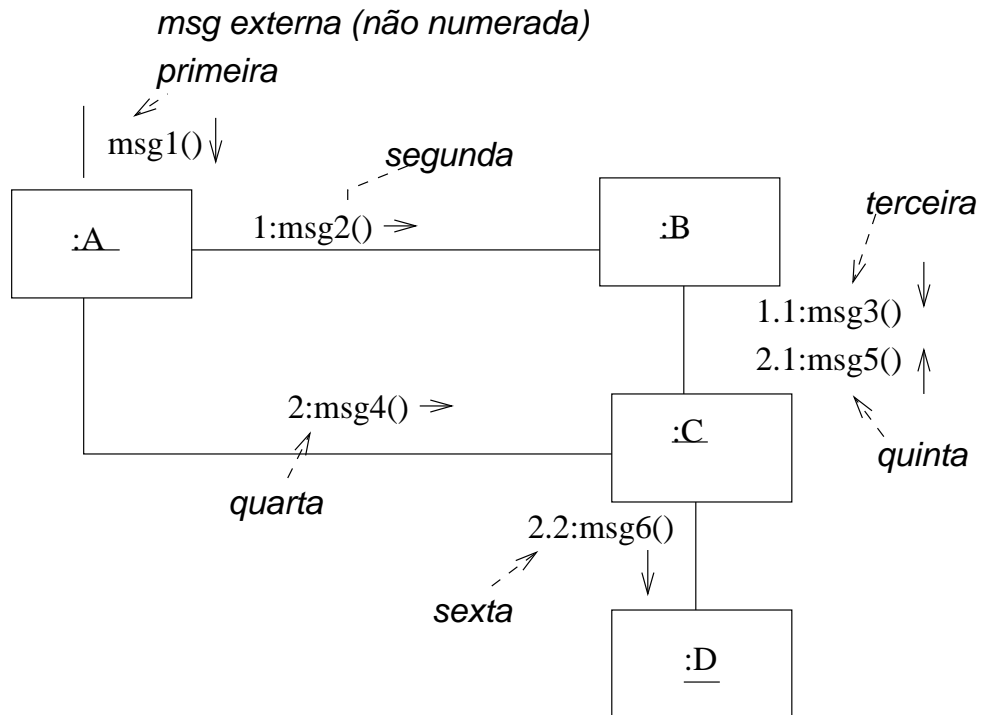 msg externa (não numerada)
primeira
msg1()
segunda
1:msg2()
:A
:B
terceira
1.1:msg3()
2.1:msg5()
2:msg4()
:C
quinta
quarta
2.2:msg6()
sexta
:D